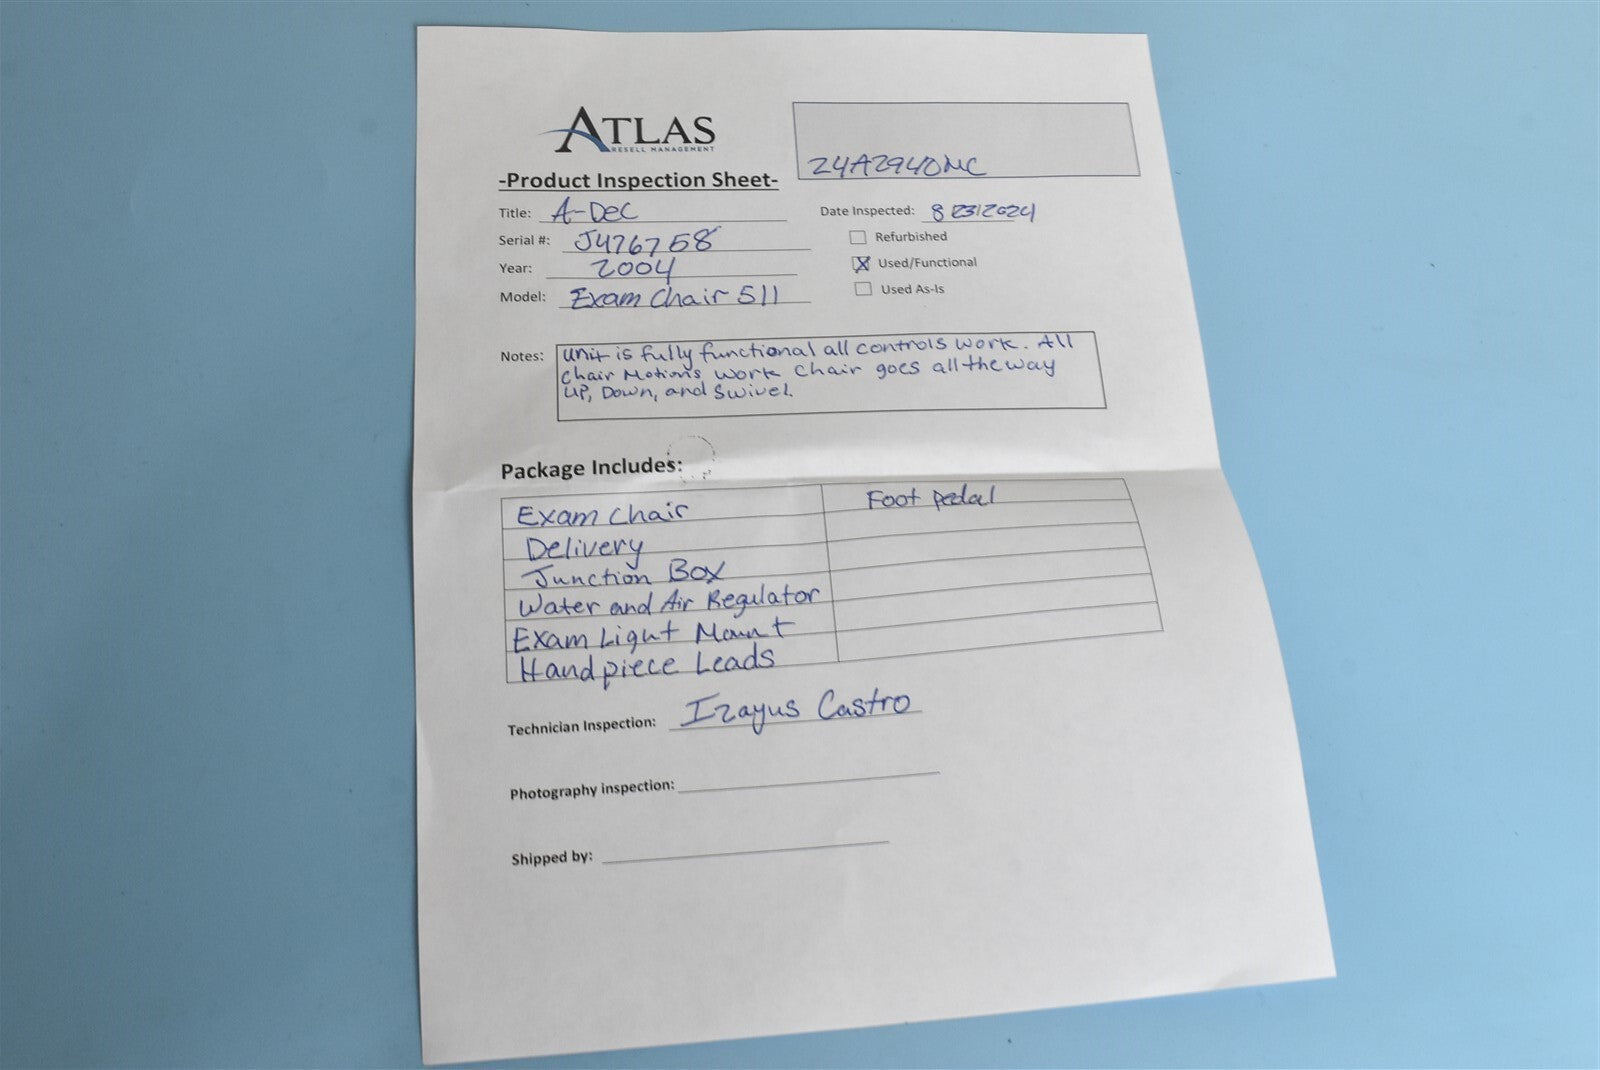 ATLAS
RESELL MANAGEMENT
24A2940MC
-Product Inspection Sheet-
Title: A-Dec
Date Inspected: 8 23 2024
Serial #: J476758
Refurbished
Year: 2004
X Used/Functional
Model: Exam Chair 511
Used As-Is
Notes: Unit is fully functional all controls work. All
Chair Motions work Chair goes all the way
UP, Down, and Swivel.
Package Includes:
Exam Chair Foot pedal
Delivery
Junction Box
Water and Air Regulator
Exam Light Mount
Handpiece Leads
Technician Inspection: Izayus Castro
Photography inspection:
Shipped by: